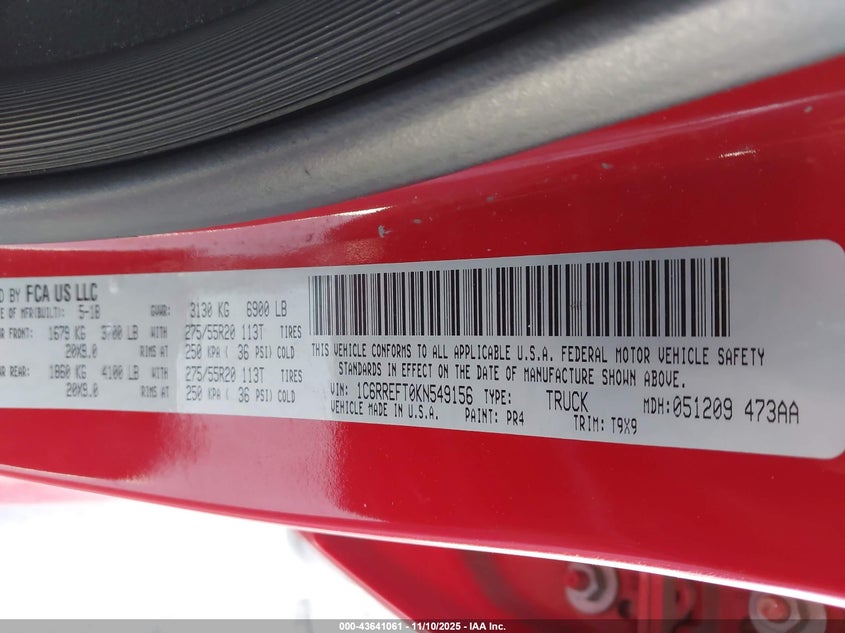 D BY FCA US LLC
E OF MFR(BUILT): 5-18 GVWR: 3130 KG 6900 LB
R FRONT: 1679 KG 3700 LB WITH 275/55R20 113T TIRES
20X9.0 RIMS AT 250 KPA ( 36 PSI) COLD
AR REAR: 1860 KG 4100 LB WITH 275/55R20 113T TIRES
20X9.0 RIMS AT 250 KPA ( 36 PSI) COLD
THIS VEHICLE CONFORMS TO ALL APPLICABLE U.S.A. FEDERAL MOTOR VEHICLE SAFETY
STANDARDS IN EFFECT ON THE DATE OF MANUFACTURE SHOWN ABOVE.
VIN: 1C6RREFT0KN549156 TYPE: TRUCK MDH: 051209 473AA
VEHICLE MADE IN U.S.A. PAINT: PR4 TRIM: T9X9
000-43641061 - 11/10/2025 - IAA Inc.